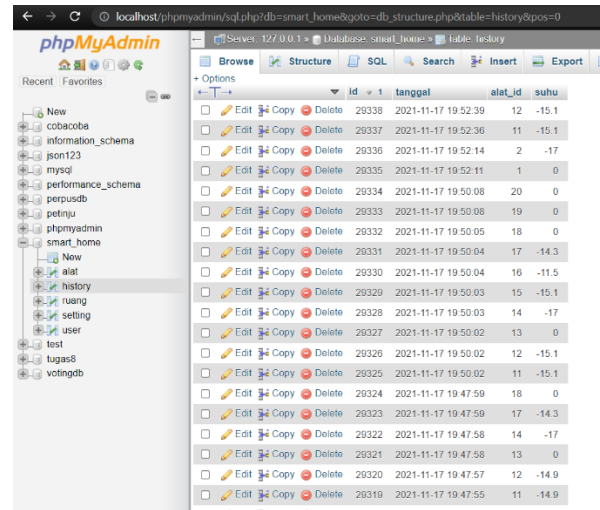 localhost/phpmyadmin/sql.php?db=smart_home&goto=db_structure.php&table=history&pos=0
phpMyAdmin
Recent Favorites
New
cobacoba
information_schema
json123
mysql
performance_schema
perpusdb
petinju
phpmyadmin
smart_home
New
alat
history
ruang
setting
user
test
tugas8
votingdb
Server: 127.0.0.1 » Database: smart_home » Table: history
Browse Structure SQL Search Insert Export
+ Options
id 1 tanggal alat_id suhu
Edit Copy Delete 29338 2021-11-17 19:52:39 12 -15.1
Edit Copy Delete 29337 2021-11-17 19:52:36 11 -15.1
Edit Copy Delete 29336 2021-11-17 19:52:14 2 -17
Edit Copy Delete 29335 2021-11-17 19:52:11 1 0
Edit Copy Delete 29334 2021-11-17 19:50:08 20 0
Edit Copy Delete 29333 2021-11-17 19:50:08 19 0
Edit Copy Delete 29332 2021-11-17 19:50:05 18 0
Edit Copy Delete 29331 2021-11-17 19:50:04 17 -14.3
Edit Copy Delete 29330 2021-11-17 19:50:04 16 -11.5
Edit Copy Delete 29329 2021-11-17 19:50:03 15 -15.1
Edit Copy Delete 29328 2021-11-17 19:50:03 14 -17
Edit Copy Delete 29327 2021-11-17 19:50:02 13 0
Edit Copy Delete 29326 2021-11-17 19:50:02 12 -15.1
Edit Copy Delete 29325 2021-11-17 19:50:02 11 -15.1
Edit Copy Delete 29324 2021-11-17 19:47:59 18 0
Edit Copy Delete 29323 2021-11-17 19:47:59 17 -14.3
Edit Copy Delete 29322 2021-11-17 19:47:58 14 -17
Edit Copy Delete 29321 2021-11-17 19:47:58 13 0
Edit Copy Delete 29320 2021-11-17 19:47:57 12 -14.9
Edit Copy Delete 29319 2021-11-17 19:47:55 11 -14.9